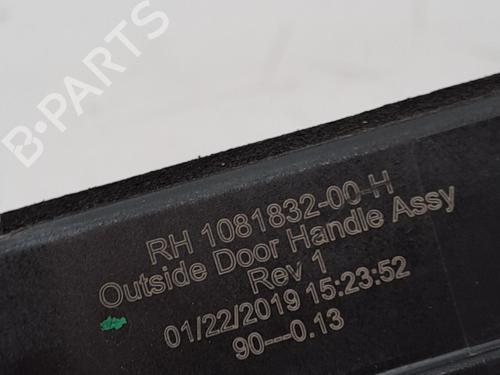 B-PARTS
RH 1081832-00-H
Outside Door Handle Assy
Rev 1
01/22/2019 15:23:52
90---0.13